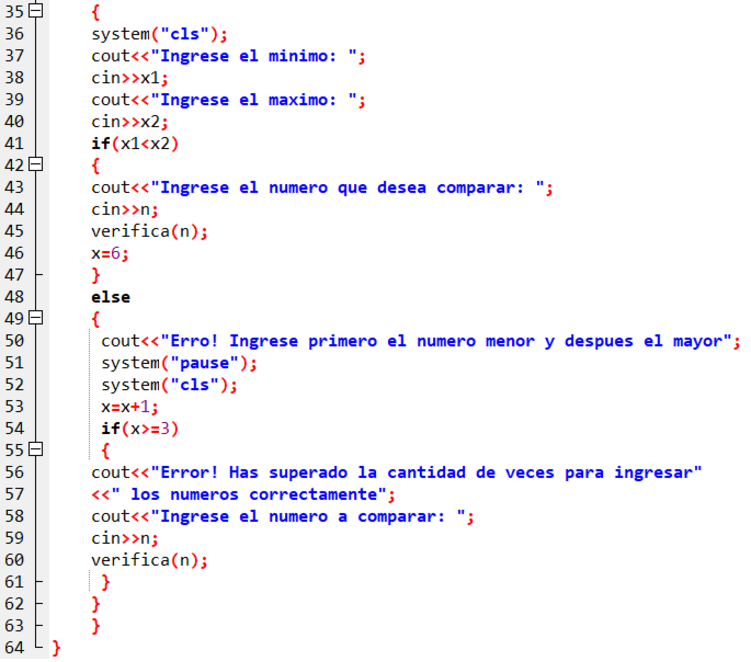 35 {
36 system("cls");
37 cout<<"Ingrese el minimo: ";
38 cin>>x1;
39 cout<<"Ingrese el maximo: ";
40 cin>>x2;
41 if(x1<x2)
42 {
43 cout<<"Ingrese el numero que desea comparar: ";
44 cin>>n;
45 verifica(n);
46 x=6;
47 }
48 else
49 {
50 cout<<"Erro! Ingrese primero el numero menor y despues el mayor";
51 system("pause");
52 system("cls");
53 x=x+1;
54 if(x>=3)
55 {
56 cout<<"Error! Has superado la cantidad de veces para ingresar"
57 <<" los numeros correctamente";
58 cout<<"Ingrese el numero a comparar: ";
59 cin>>n;
60 verifica(n);
61 }
62 }
63 }
64 }